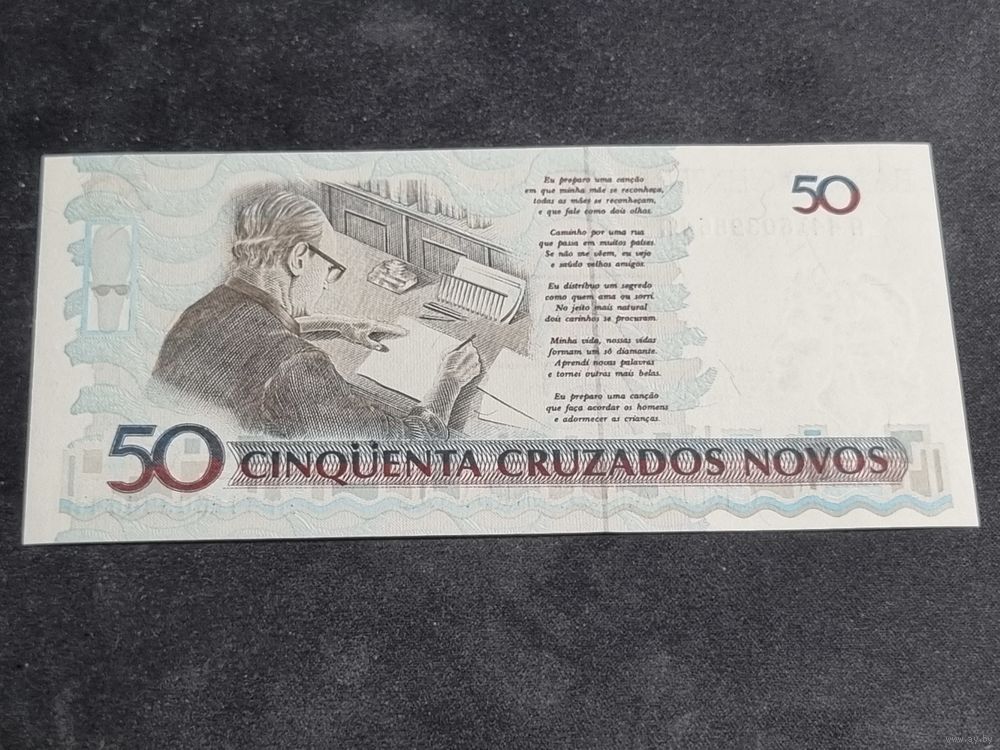 Eu preparo uma canção
em que minha mãe se reconheça,
todas as mães se reconheçam,
e que fale como dois olhos.
Caminho por uma rua
que passa em muitos países.
Se não me vêem, eu vejo
e saúdo velhos amigos.
Eu distribuo um segredo
como quem ama ou sorri.
No jeito mais natural
dois carinhos se procuram.
Minha vida, nossas vidas
formam um só diamante.
Aprendi novas palavras
e tornei outras mais belas.
Eu preparo uma canção
que faça acordar os homens
e adormecer as crianças.
50
50 CINQÜENTA CRUZADOS NOVOS
www.ay.by